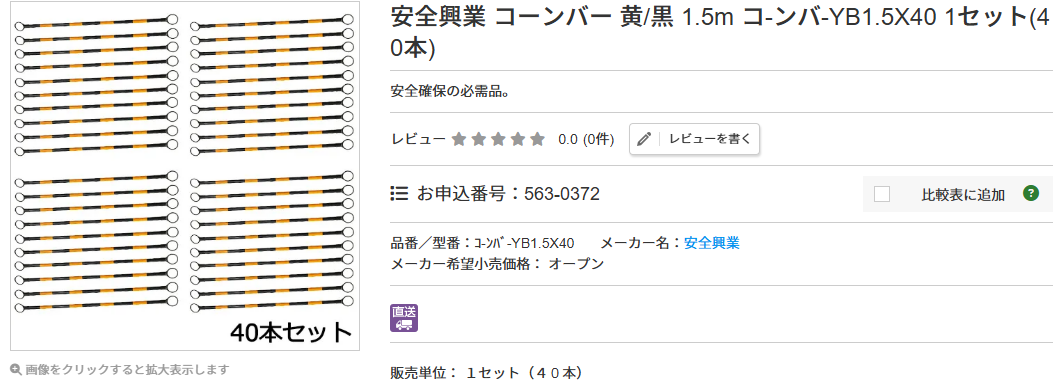 安全興業 コーンバー 黄/黒 1.5m コ-ンバ-YB1.5X40 1セット(4
0本)
安全確保の必需品。
レビュー 0.0 (0件) レビューを書く
お申込番号：563-0372
比較表に追加 ?
品番／型番：ｺｰﾝﾊﾞ-YB1.5X40 メーカー名：安全興業
メーカー希望小売価格： オープン
直送
販売単位： １セット（４０本）
40本セット
画像をクリックすると拡大表示します